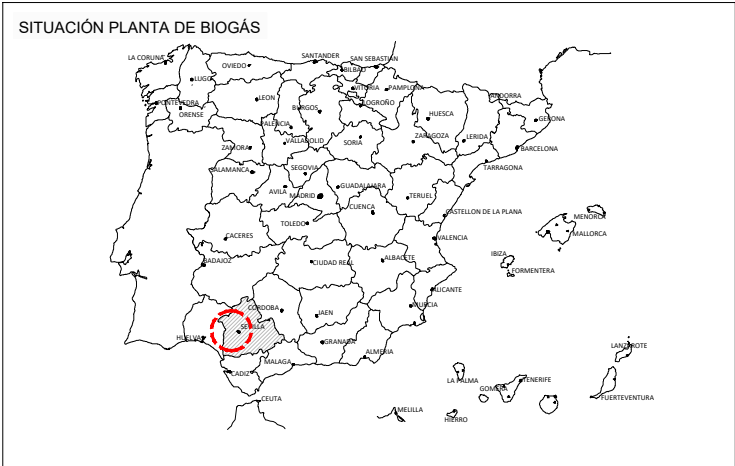 SITUACIÓN PLANTA DE BIOGÁS
LA CORUÑA
OVIEDO
SANTANDER
SAN SEBASTIAN
BILBAO
LUGO
VITORIA
PAMPLONA
ANDORRA
PONTEVEDRA
ORENSE
LEON
BURGOS
LOGROÑO
HUESCA
GERONA
PALENCIA
ZAMORA
VALLADOLID
SORIA
ZARAGOZA
LERIDA
BARCELONA
TARRAGONA
SALAMANCA
SEGOVIA
AVILA
MADRID
GUADALAJARA
TERUEL
CUENCA
CASTELLON DE LA PLANA
MENORCA
TOLEDO
CACERES
VALENCIA
MALLORCA
BADAJOZ
CIUDAD REAL
ALBACETE
IBIZA
FORMENTERA
ALICANTE
CORDOBA
JAEN
MURCIA
SEVILLA
HUELVA
GRANADA
ALMERIA
LANZAROTE
MALAGA
CADIZ
LA PALMA
GOMERA
TENERIFE
FUERTEVENTURA
CEUTA
MELILLA
HIERRO